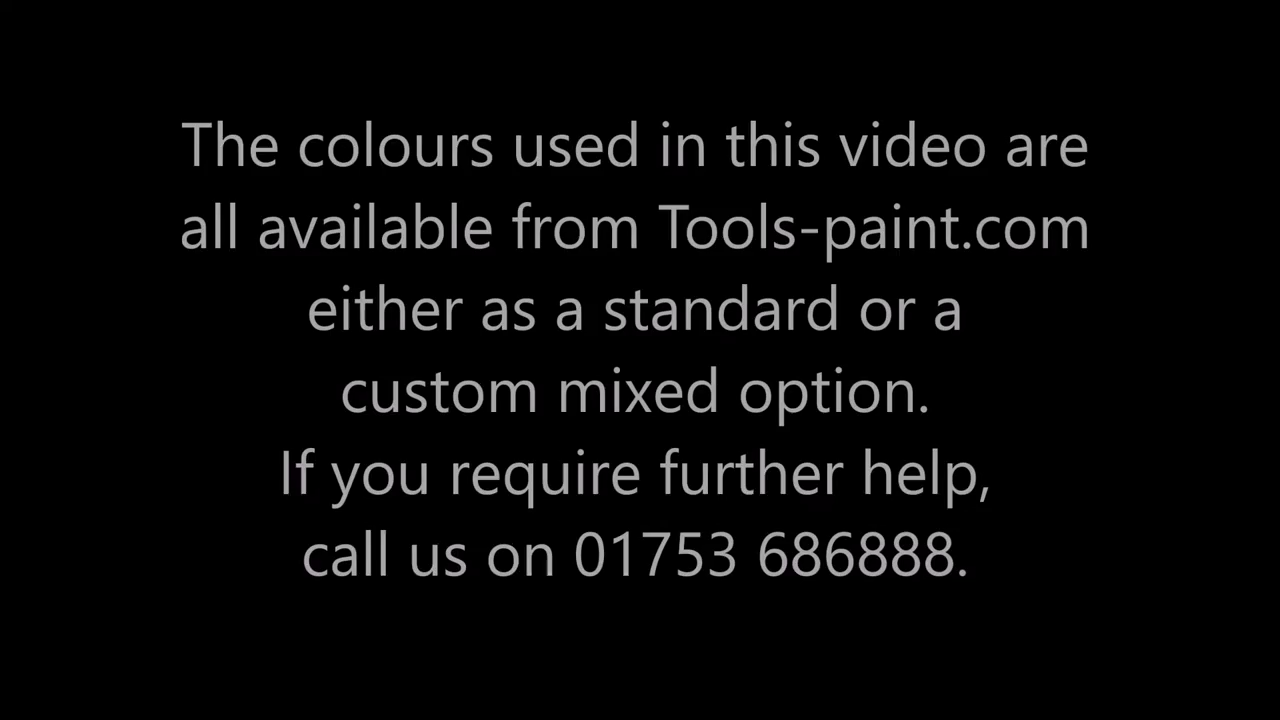 The colours used in this video are
all available from Tools-paint.com
either as a standard or a
custom mixed option.
If you require further help,
call us on 01753 686888.